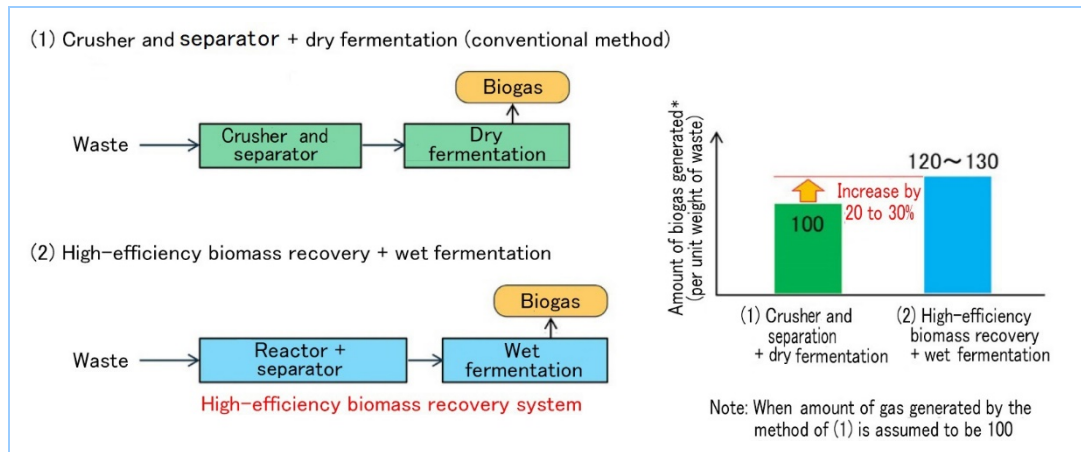 (1) Crusher and separator + dry fermentation (conventional method)
Biogas
Waste
Crusher and
separator
Dry
fermentation
(2) High-efficiency biomass recovery + wet fermentation
Biogas
Waste
Reactor +
separator
Wet
fermentation
High-efficiency biomass recovery system
Amount of biogas generated*
(per unit weight of waste)
120～130
Increase by
20 to 30%
100
(1) Crusher and
separation
+ dry fermentation
(2) High-efficiency
biomass recovery
+ wet fermentation
Note: When amount of gas generated by the
method of (1) is assumed to be 100